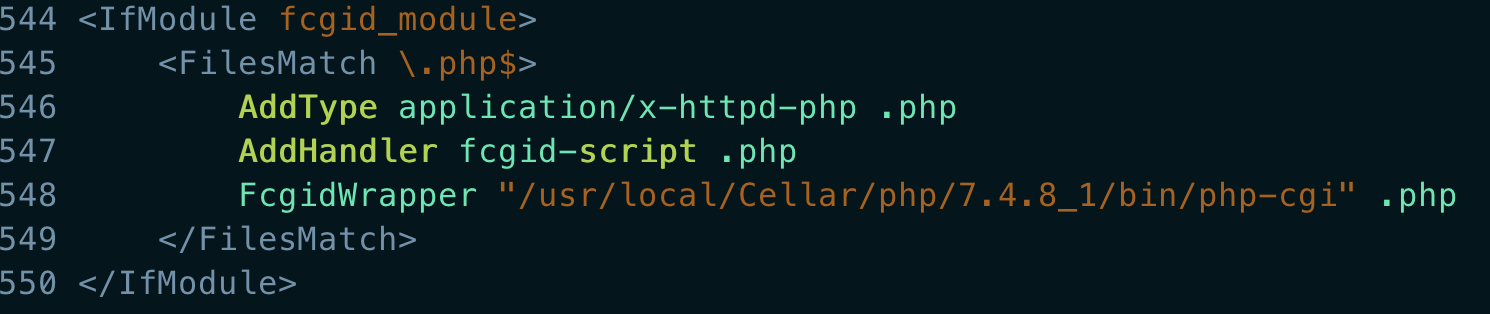 544 <IfModule fcgid_module>
545     <FilesMatch \.php$>
546         AddType application/x-httpd-php .php
547         AddHandler fcgid-script .php
548         FcgidWrapper "/usr/local/Cellar/php/7.4.8_1/bin/php-cgi" .php
549     </FilesMatch>
550 </IfModule>